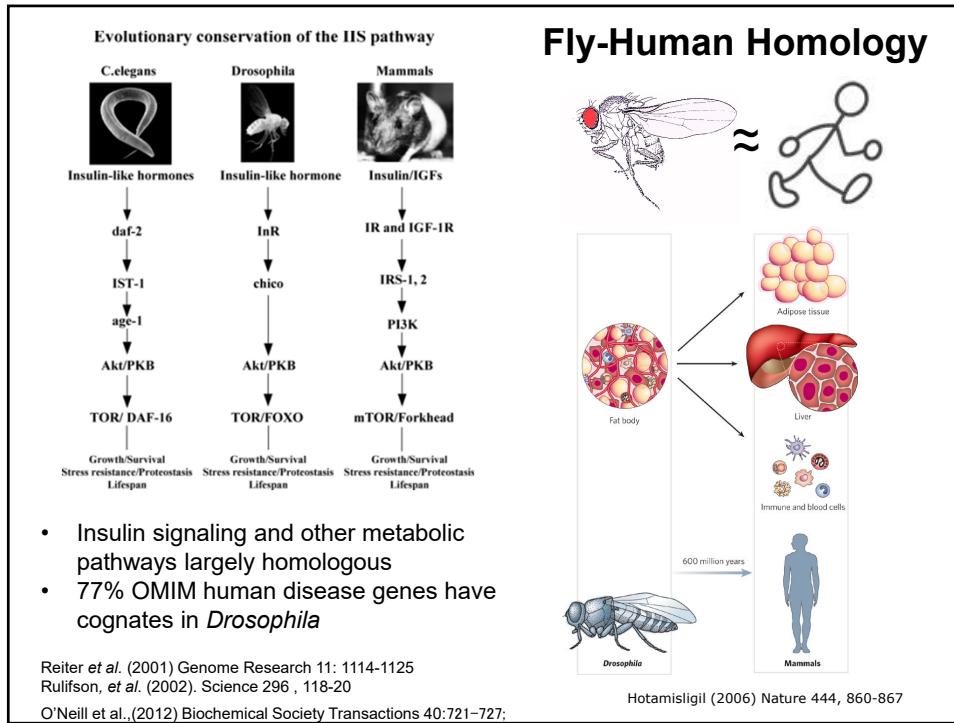 Evolutionary conservation of the IIS pathway
Fly-Human Homology
C.elegans
Drosophila
Mammals
Insulin-like hormones
Insulin-like hormone
Insulin/IGFs
daf-2
InR
IR and IGF-1R
IST-1
chico
IRS-1, 2
age-1
PI3K
Akt/PKB
Akt/PKB
Akt/PKB
TOR/ DAF-16
TOR/FOXO
mTOR/Forkhead
Growth/Survival
Stress resistance/Proteostasis
Lifespan
Growth/Survival
Stress resistance/Proteostasis
Lifespan
Growth/Survival
Stress resistance/Proteostasis
Lifespan
≈
Adipose tissue
Fat body
Liver
Immune and blood cells
600 million years
Drosophila
Mammals
• Insulin signaling and other metabolic
pathways largely homologous
• 77% OMIM human disease genes have
cognates in Drosophila
Reiter et al. (2001) Genome Research 11: 1114-1125
Rulifson, et al. (2002). Science 296 , 118-20
O'Neill et al.,(2012) Biochemical Society Transactions 40:721–727;
Hotamisligil (2006) Nature 444, 860-867